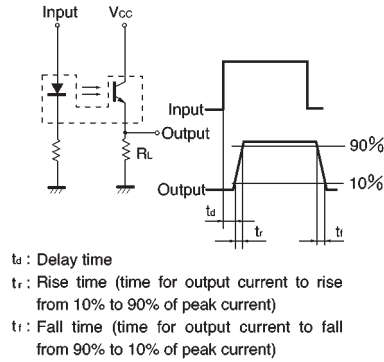 Input
Vcc
Output
RL
Input
90%
10%
Output
td
tr
tf
td : Delay time
tr : Rise time (time for output current to rise
from 10% to 90% of peak current)
tf : Fall time (time for output current to fall
from 90% to 10% of peak current)